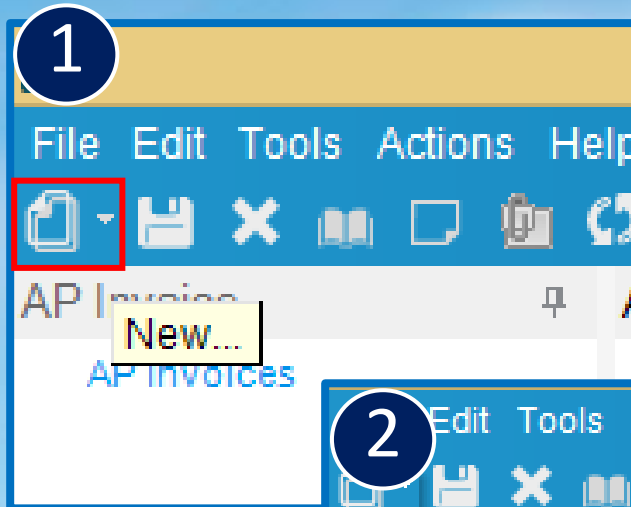 1
File Edit Tools Actions Help
AP Invoice
New...
AP Invoices
2
Edit Tools